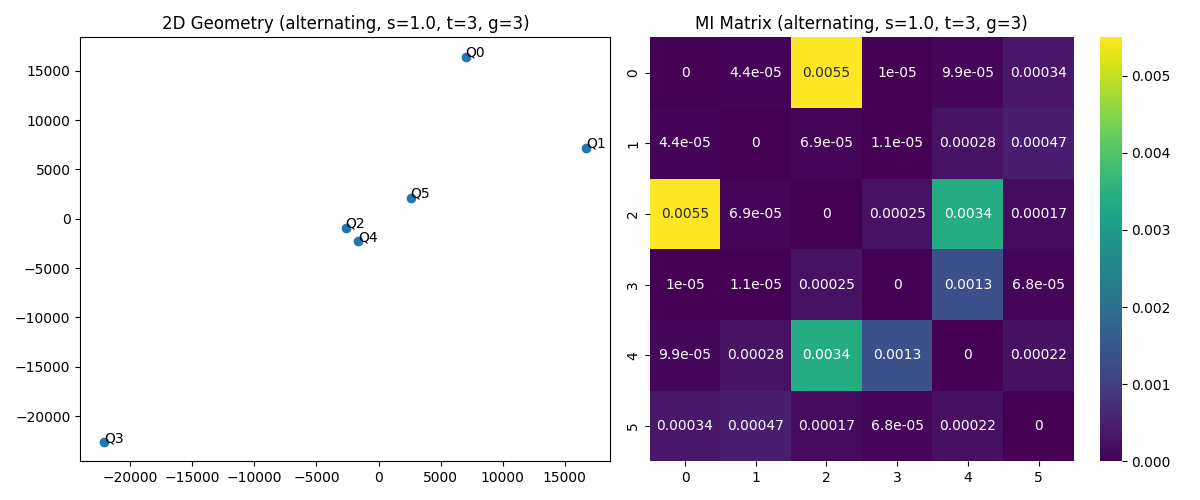 2D Geometry (alternating, s=1.0, t=3, g=3)
15000
10000
5000
0
−5000
−10000
−15000
−20000
−20000 −15000 −10000 −5000 0 5000 10000 15000
Q0
Q1
Q5
Q2
Q4
Q3
MI Matrix (alternating, s=1.0, t=3, g=3)
0 0 4.4e-05 0.0055 1e-05 9.9e-05 0.00034
1 4.4e-05 0 6.9e-05 1.1e-05 0.00028 0.00047
2 0.0055 6.9e-05 0 0.00025 0.0034 0.00017
3 1e-05 1.1e-05 0.00025 0 0.0013 6.8e-05
4 9.9e-05 0.00028 0.0034 0.0013 0 0.00022
5 0.00034 0.00047 0.00017 6.8e-05 0.00022 0
0 1 2 3 4 5
0.005
0.004
0.003
0.002
0.001
0.000